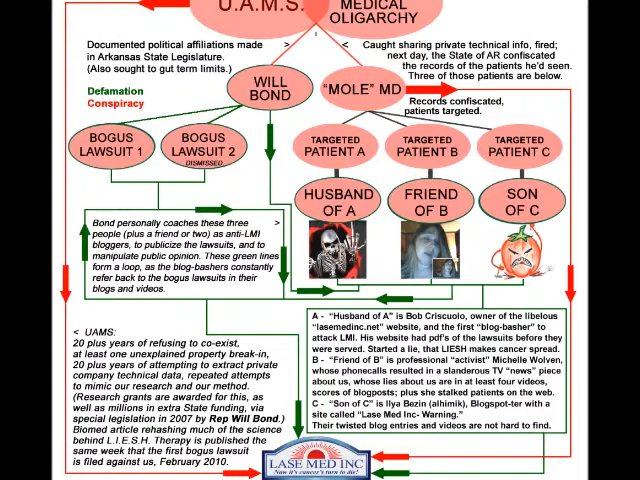 U.A.M.S.
MEDICAL
OLIGARCHY
Documented political affiliations made
in Arkansas State Legislature.
(Also sought to gut term limits.)
>
<
Caught sharing private technical info, fired;
next day, the State of AR confiscated
the records of the patients he'd seen.
Three of those patients are below.
Defamation
Conspiracy
WILL
BOND
"MOLE" MD
Records confiscated,
patients targeted.
BOGUS
LAWSUIT 1
BOGUS
LAWSUIT 2
DISMISSED
TARGETED
PATIENT A
TARGETED
PATIENT B
TARGETED
PATIENT C
HUSBAND
OF A
FRIEND
OF B
SON
OF C
Bond personally coaches these three >
people (plus a friend or two) as anti-LMI
bloggers, to publicize the lawsuits, and to
manipulate public opinion. These green lines
form a loop, as the blog-bashers constantly
refer back to the bogus lawsuits in their
blogs and videos.
< UAMS:
20 plus years of refusing to co-exist,
at least one unexplained property break-in,
20 plus years of attempting to extract private
company technical data, repeated attempts
to mimic our research and our method.
(Research grants are awarded for this, as
well as millions in extra State funding, via
special legislation in 2007 by Rep Will Bond.)
Biomed article rehashing much of the science
behind L.I.E.S.H. Therapy is published the
same week that the first bogus lawsuit
is filed against us, February 2010.
A - "Husband of A" is Bob Criscuolo, owner of the libelous
"lasemedinc.net" website, and the first "blog-basher" to
attack LMI. His website had pdf's of the lawsuits before they
were served. Started a lie, that LIESH makes cancer spread.
B - "Friend of B" is professional "activist" Michelle Wolven,
whose phonecalls resulted in a slanderous TV "news" piece
about us, whose lies about us are in at least four videos,
scores of blogposts; plus she stalked patients on the web.
C - "Son of C" is Ilya Bezin (alhimik), Blogspot-ter with a
site called "Lase Med Inc- Warning."
Their twisted blog entries and videos are not hard to find.
LASE MED INC
Now it's cancer's turn to die!